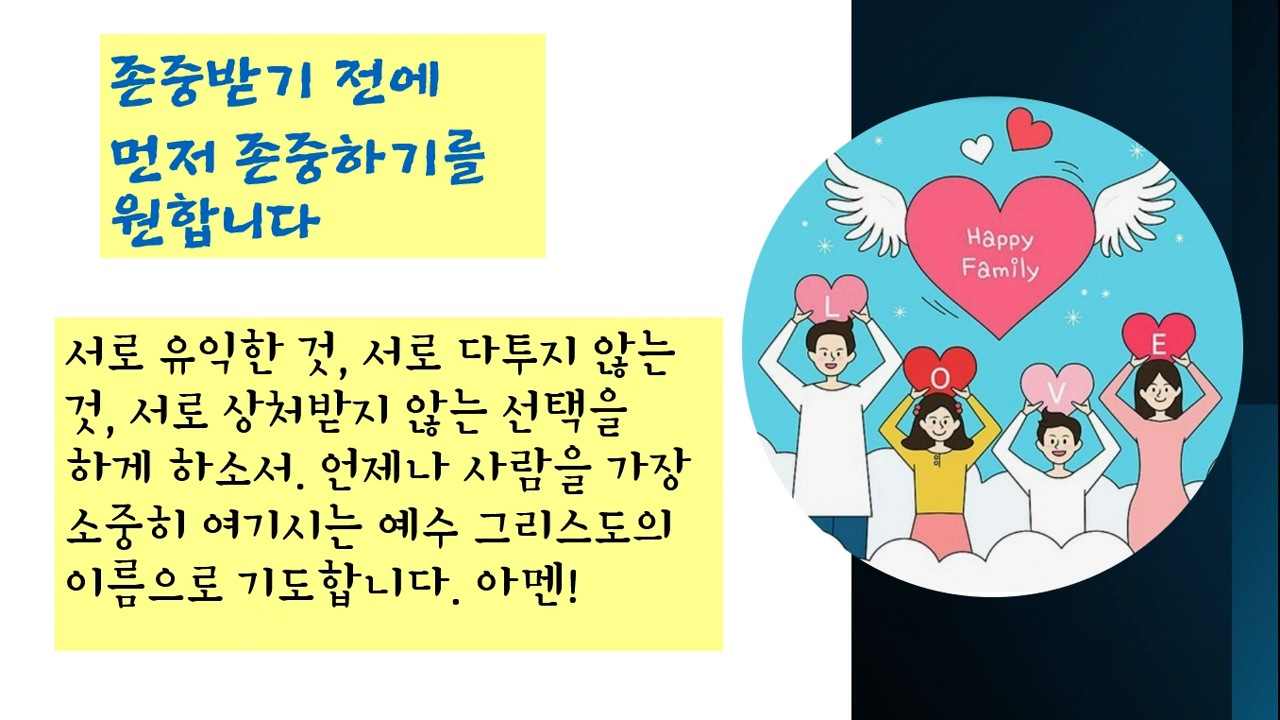 존중받기 전에
먼저 존중하기를
원합니다
서로 유익한 것, 서로 다투지 않는
것, 서로 상처받지 않는 선택을
하게 하소서. 언제나 사람을 가장
소중히 여기시는 예수 그리스도의
이름으로 기도합니다. 아멘!
Happy
Family
L
O
V
E